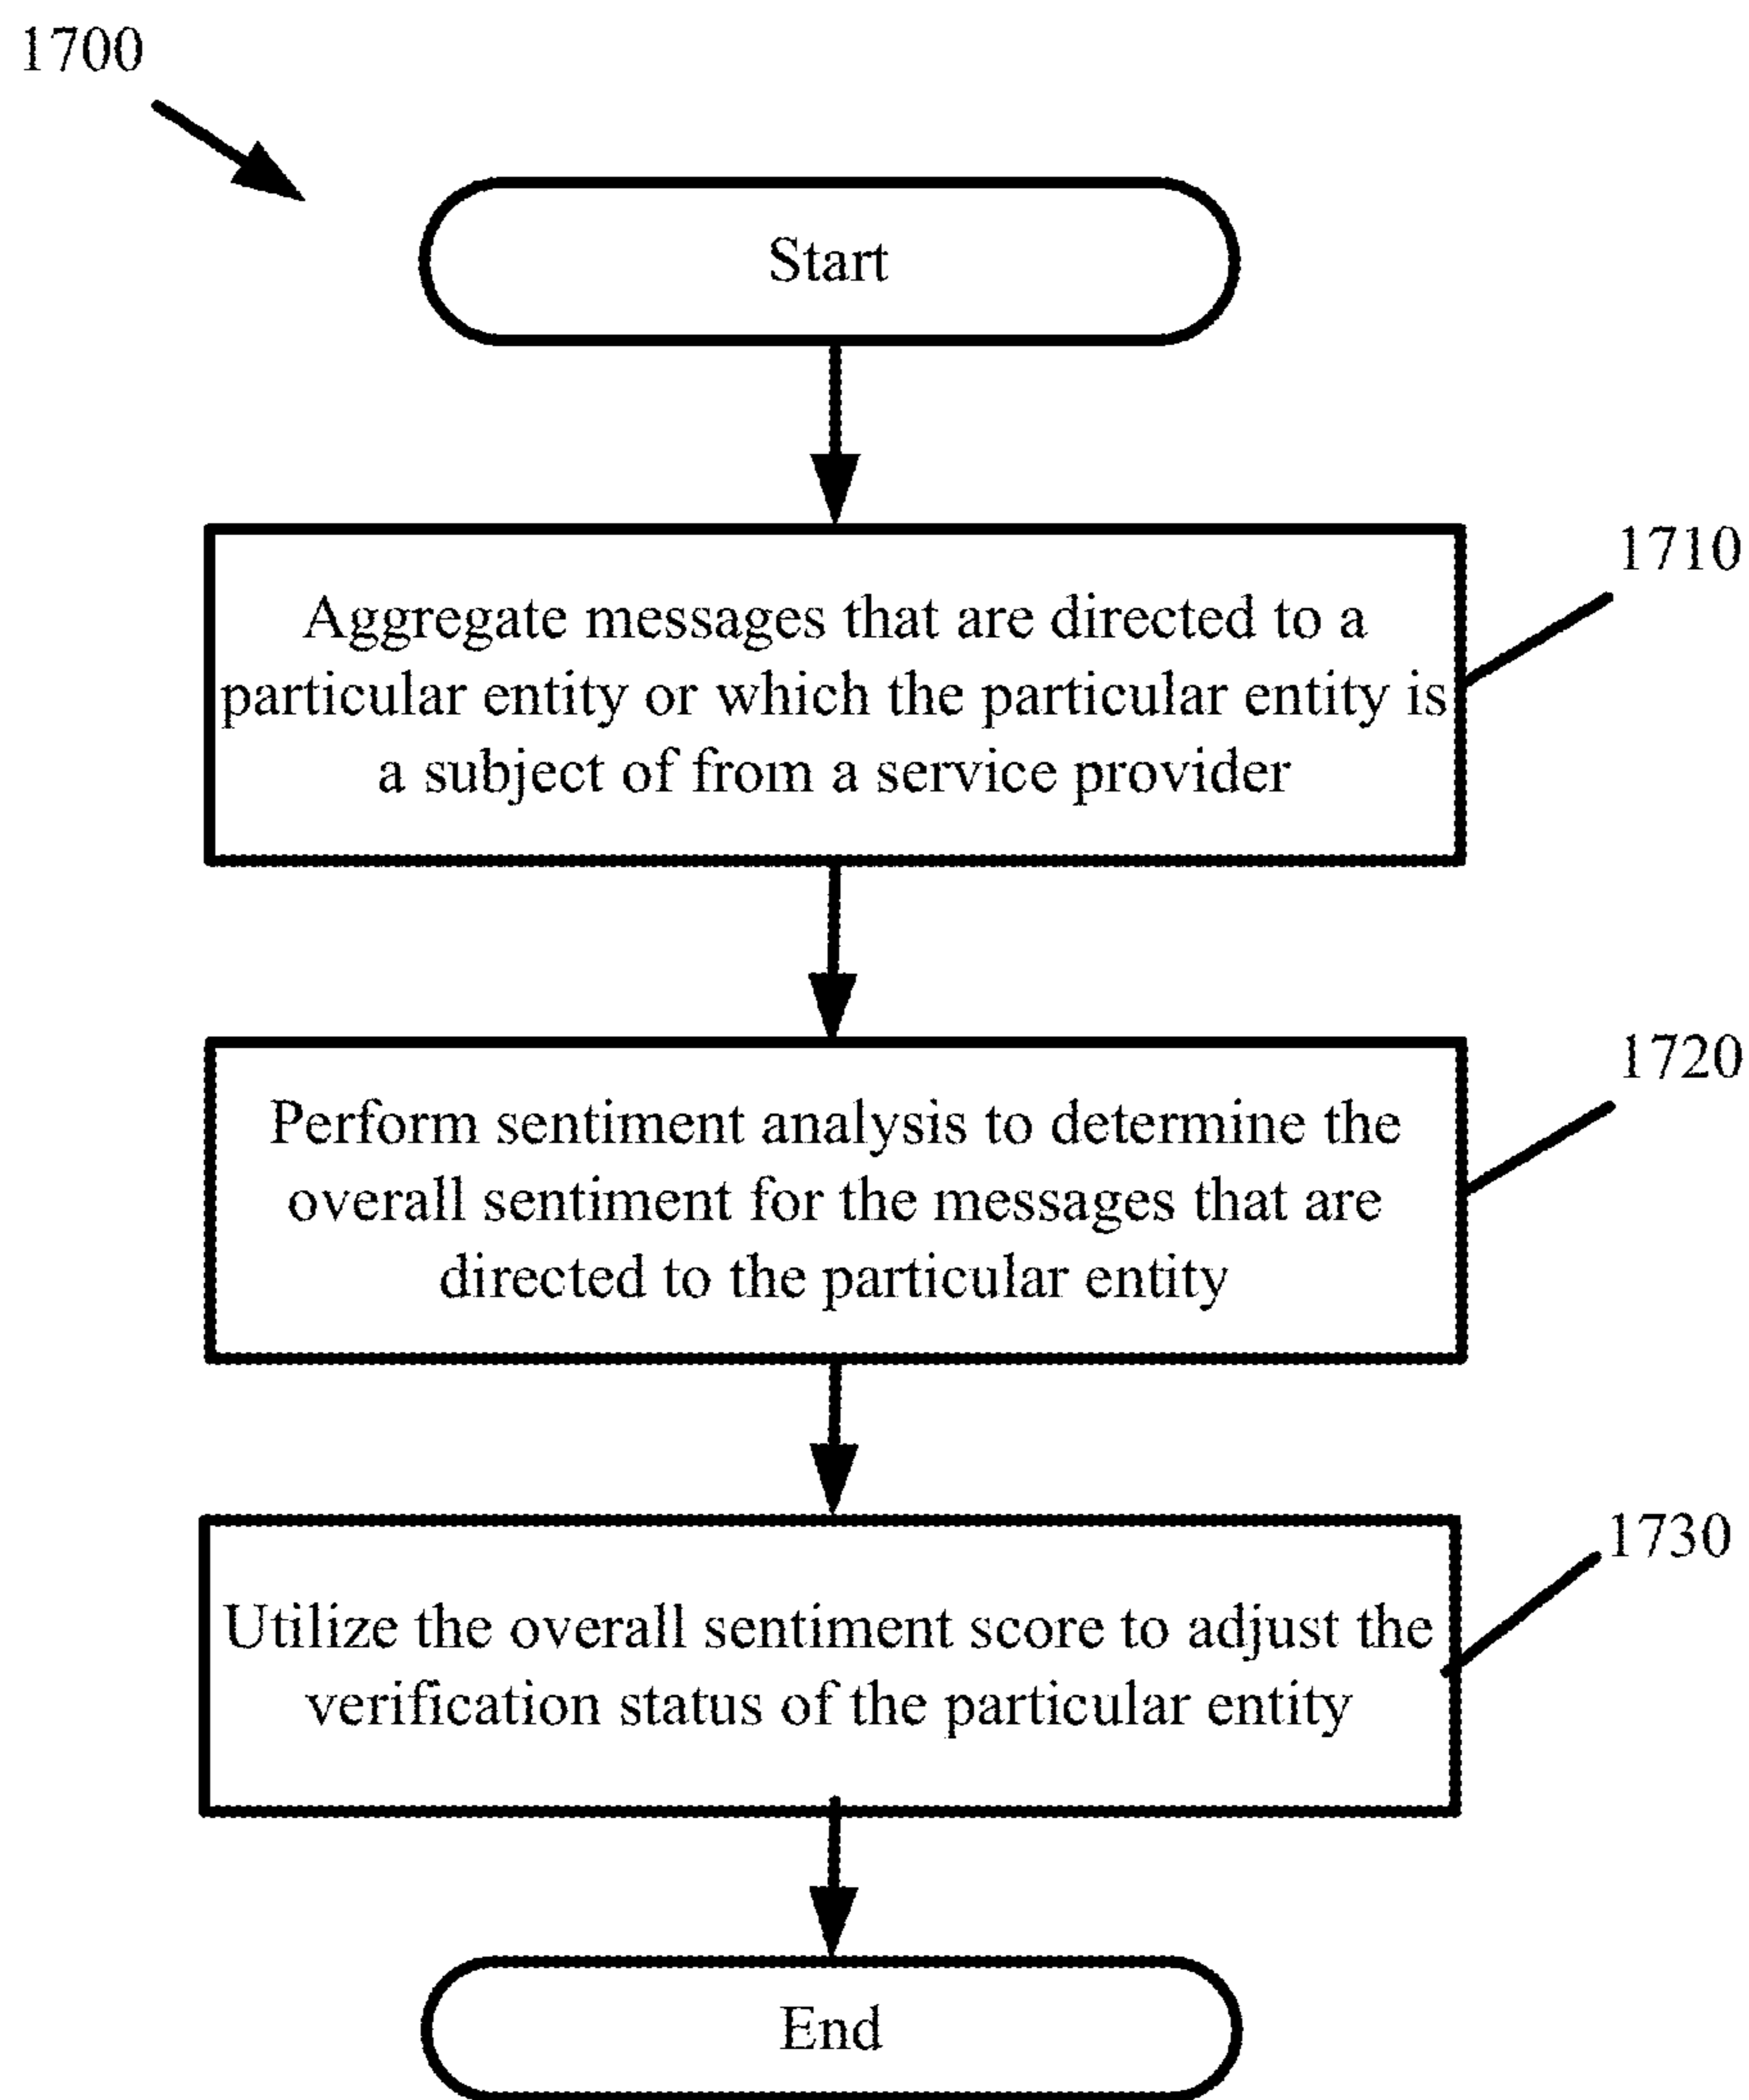 1700
Start
1710
Aggregate messages that are directed to a
particular entity or which the particular entity is
a subject of from a service provider
1720
Perform sentiment analysis to determine the
overall sentiment for the messages that are
directed to the particular entity
1730
Utilize the overall sentiment score to adjust the
verification status of the particular entity
End